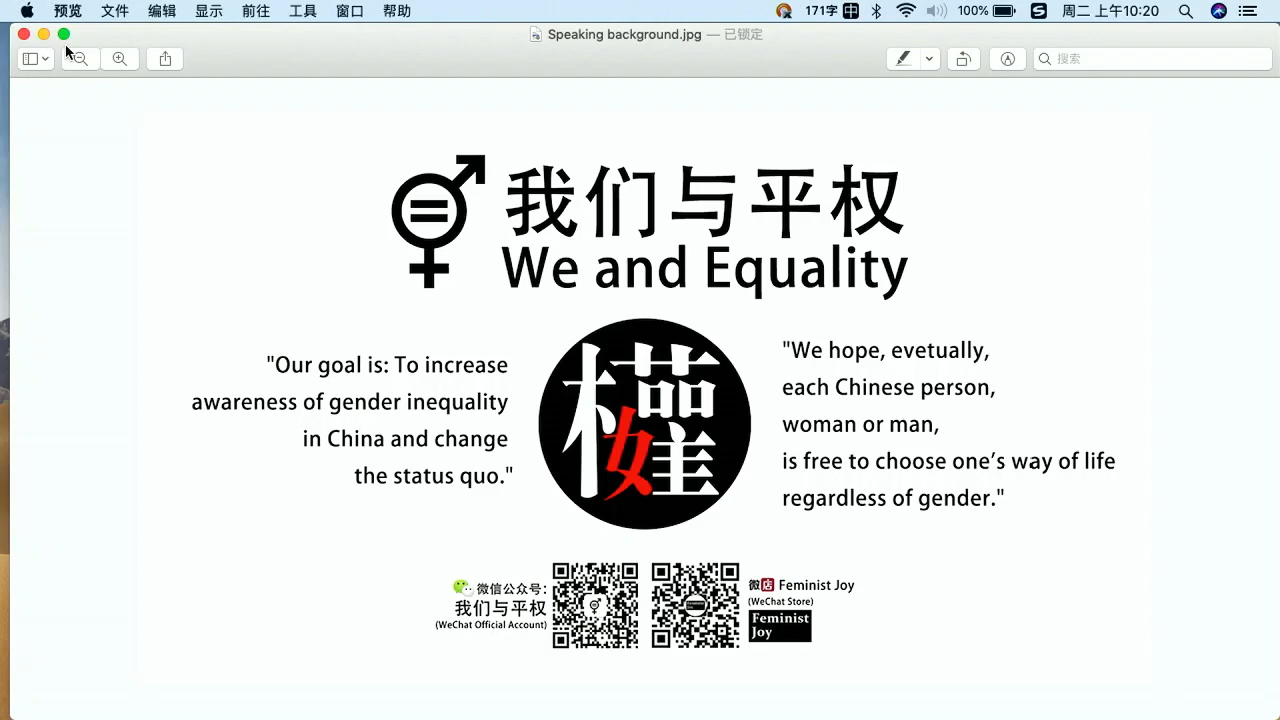 预览 文件 编辑 显示 前往 工具 窗口 帮助 171字 中 100% S 周二 上午10:20
Speaking background.jpg — 已锁定
搜索
我们与平权
We and Equality
"Our goal is: To increase
awareness of gender inequality
in China and change
the status quo."
"We hope, evetually,
each Chinese person,
woman or man,
is free to choose one’s way of life
regardless of gender."
微信公众号:
我们与平权
(WeChat Official Account)
微店 Feminist Joy
(WeChat Store)
Feminist
Joy